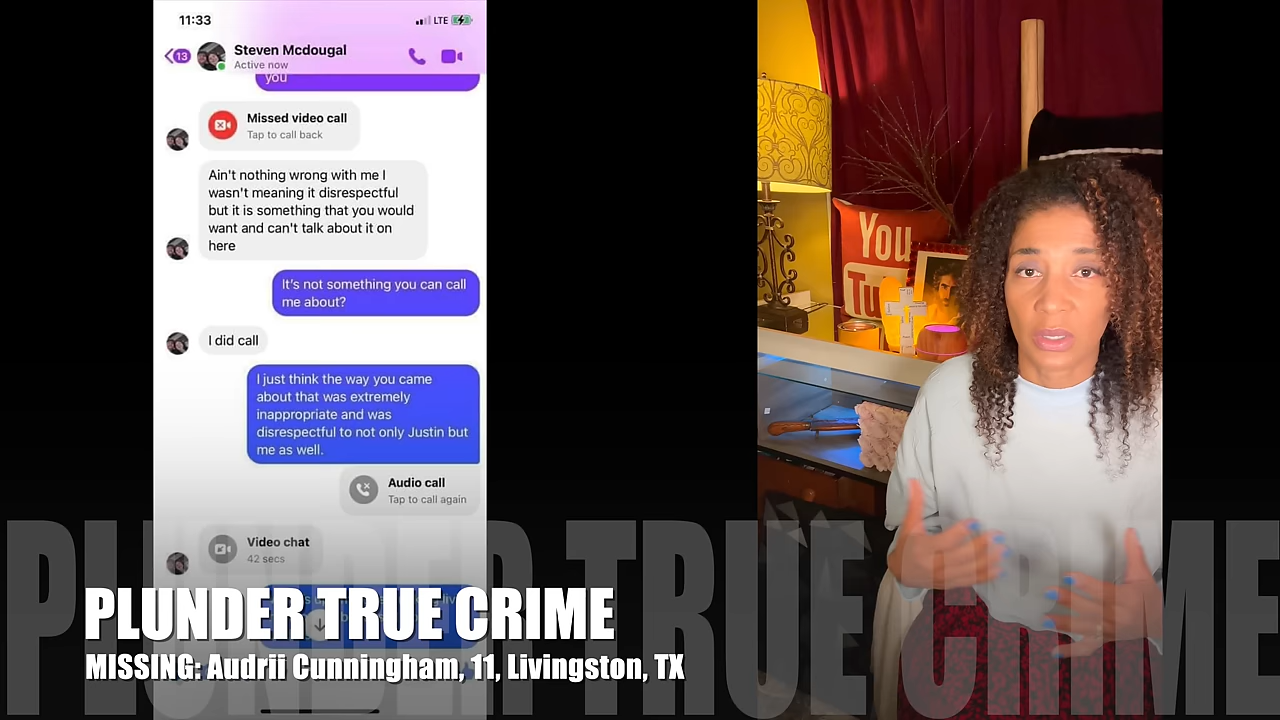 11:33
LTE
13
Steven Mcdougal
Active now
you
Missed video call
Tap to call back
Ain't nothing wrong with me I
wasn't meaning it disrespectful
but it is something that you would
want and can't talk about it on
here
It's not something you can call
me about?
I did call
I just think the way you came
about that was extremely
inappropriate and was
disrespectful to not only Justin but
me as well.
Audio call
Tap to call again
Video chat
42 secs
You
Tu
PLUNDER TRUE CRIME
PLUNDER TRUE CRIME
MISSING: Audrii Cunningham, 11, Livingston, TX